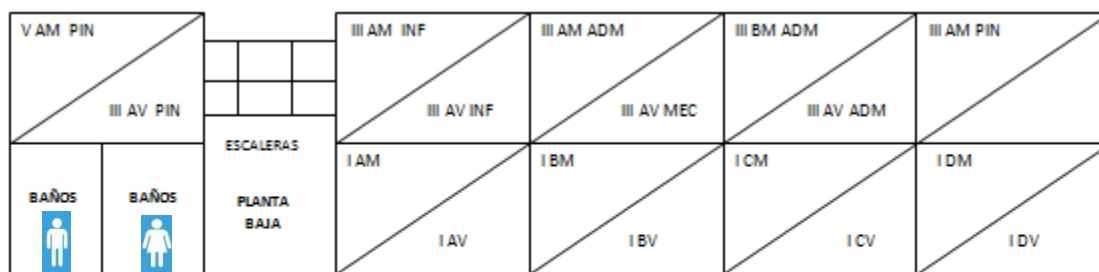 V AM PIN
III AV PIN
III AM INF
III AV INF
III AM ADM
III AV MEC
III BM ADM
III AV ADM
III AM PIN
BAÑOS
BAÑOS
ESCALERAS
PLANTA
BAJA
I AM
I AV
I BM
I BV
I CM
I CV
I DM
I DV